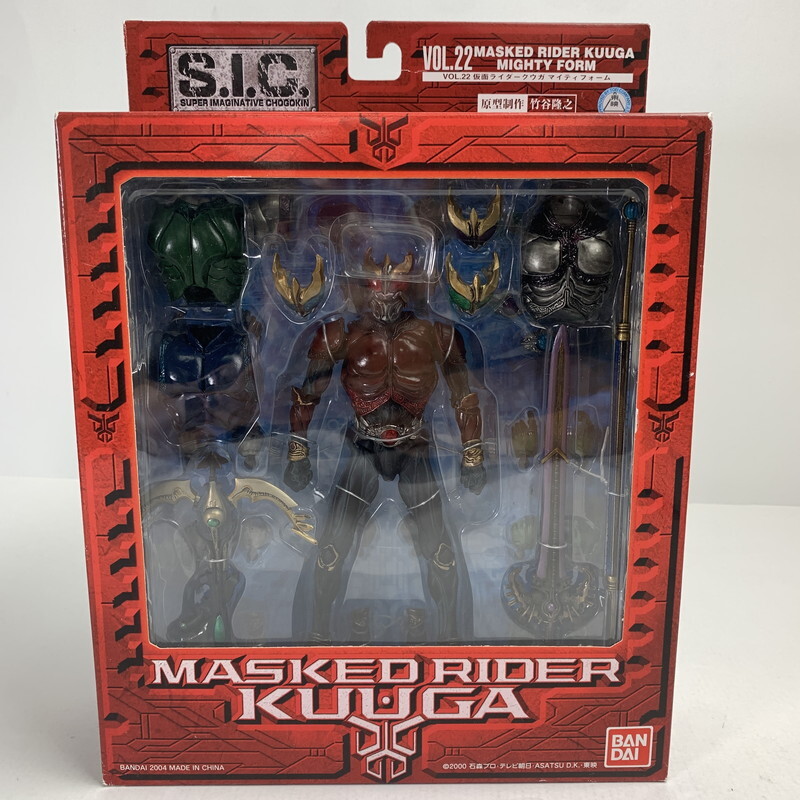 S.I.C.
SUPER IMAGINATIVE CHOGOKIN
VOL.22 MASKED RIDER KUUGA
MIGHTY FORM
VOL.22 仮面ライダークウガ マイティフォーム
原型制作 竹谷隆之
MASKED RIDER
KUUGA
BANDAI 2004 MADE IN CHINA
©2000 石森プロ・テレビ朝日・ASATSU D.K.・東映
BAN
DAI